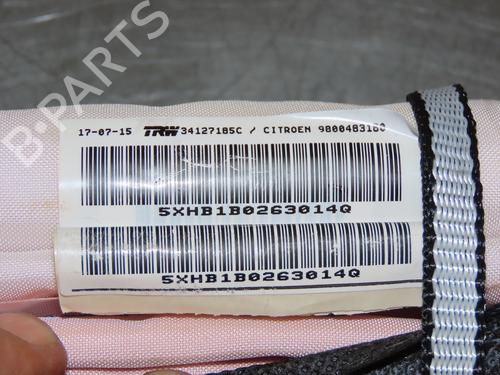 17-07-15 TRW 34127185C / CITROEN 9800483180
5XHB1B0263014Q
5XHB1B0263014Q
B-PARTS